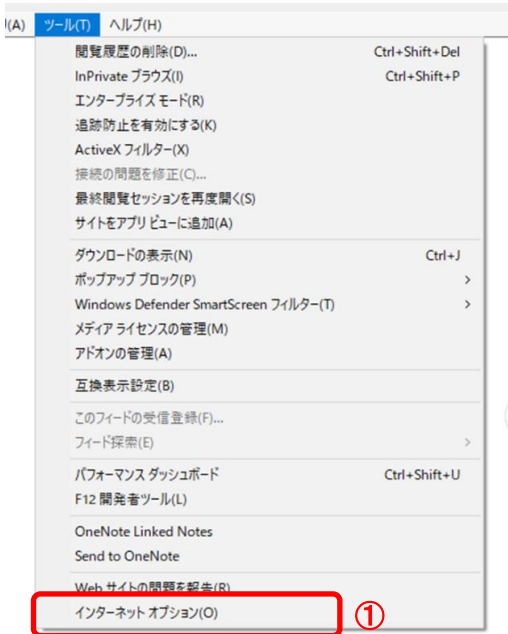 (A) ツール(T) ヘルプ(H)
閲覧履歴の削除(D)... Ctrl+Shift+Del
InPrivate ブラウズ(I) Ctrl+Shift+P
エンタープライズ モード(R)
追跡防止を有効にする(K)
ActiveX フィルター(X)
接続の問題を修正(C)...
最終閲覧セッションを再度開く(S)
サイトをアプリ ビューに追加(A)
ダウンロードの表示(N) Ctrl+J
ポップアップ ブロック(P) >
Windows Defender SmartScreen フィルター(T) >
メディア ライセンスの管理(M)
アドオンの管理(A)
互換表示設定(B)
このフィードの受信登録(F)...
フィード探索(E) >
パフォーマンス ダッシュボード Ctrl+Shift+U
F12 開発者ツール(L)
OneNote Linked Notes
Send to OneNote
Web サイトの問題を報告(R)
インターネット オプション(O) ①